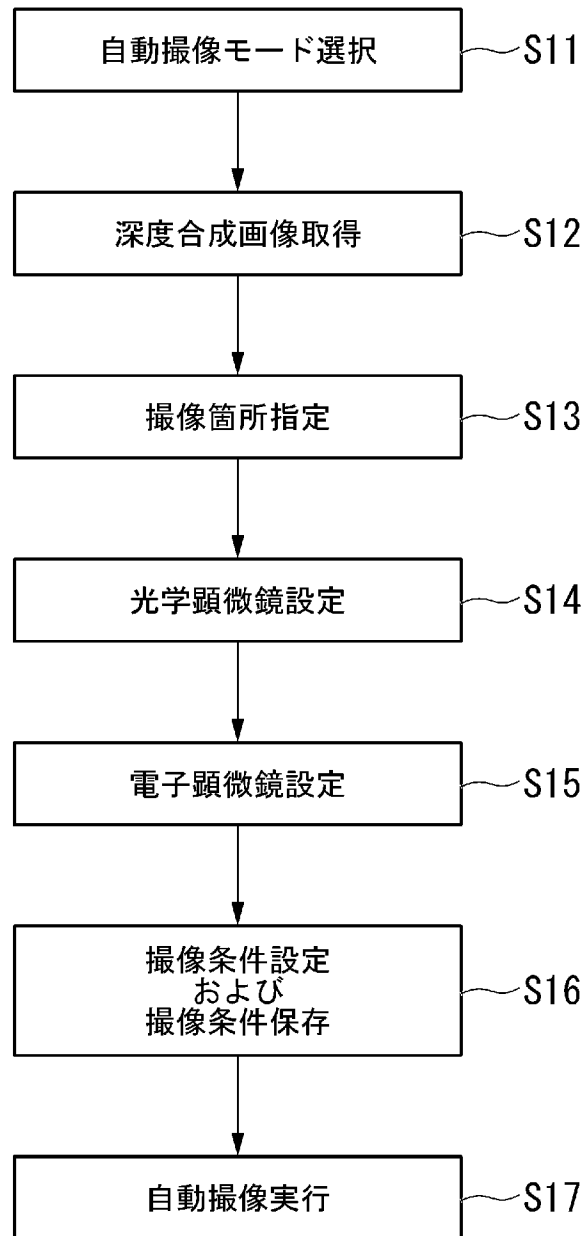 自動撮像モード選択
S11
深度合成画像取得
S12
撮像箇所指定
S13
光学顕微鏡設定
S14
電子顕微鏡設定
S15
撮像条件設定
および
撮像条件保存
S16
自動撮像実行
S17